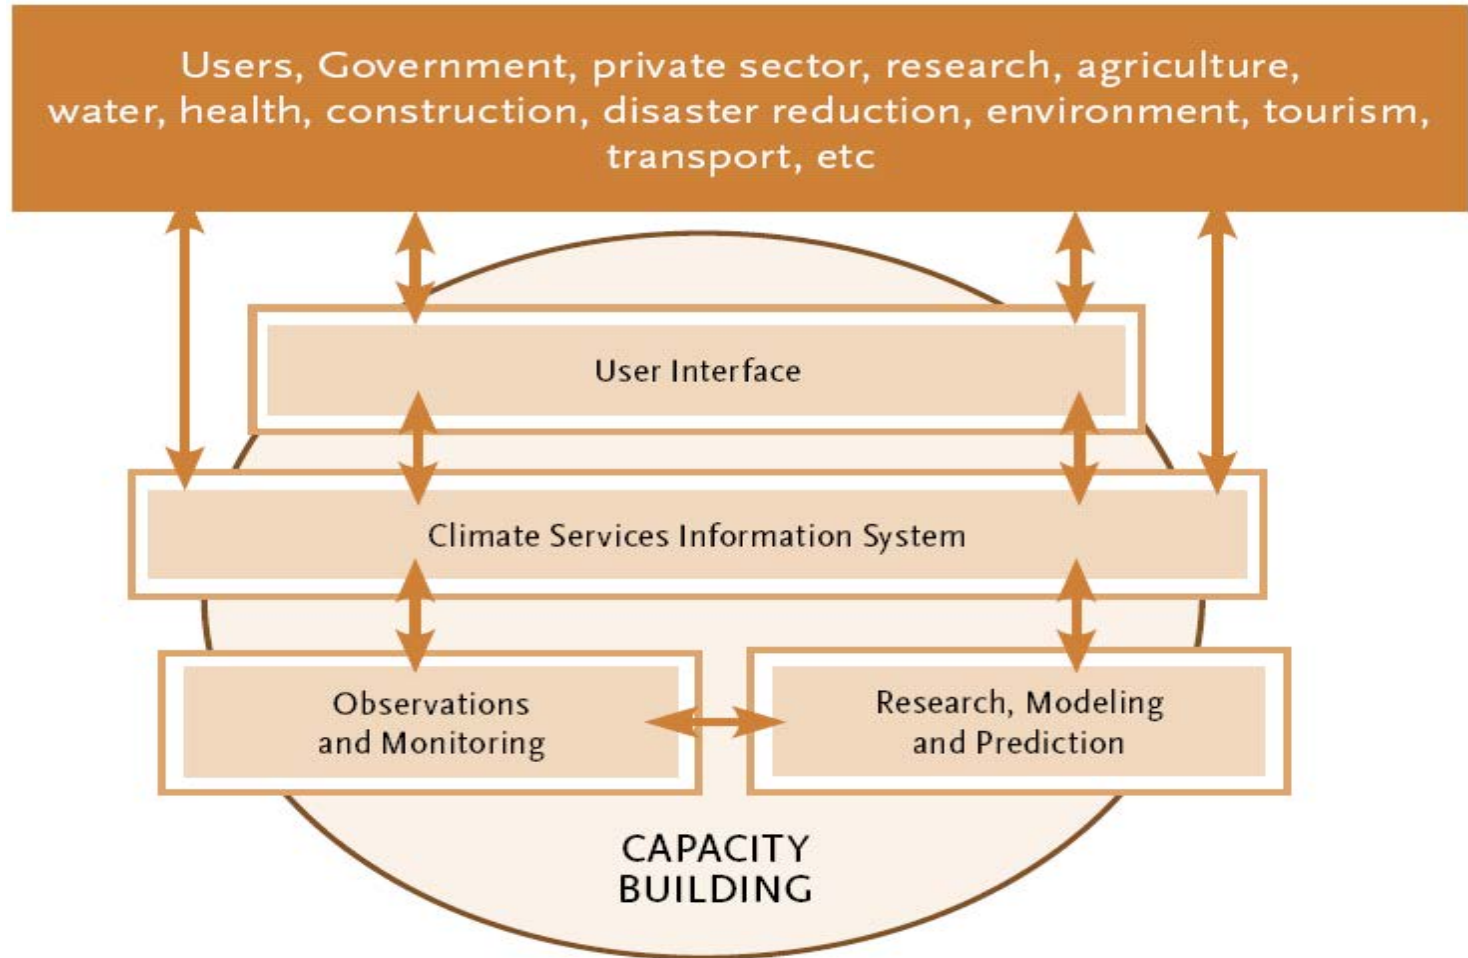 Users, Government, private sector, research, agriculture,
water, health, construction, disaster reduction, environment, tourism,
transport, etc
User Interface
Climate Services Information System
Observations
and Monitoring
Research, Modeling
and Prediction
CAPACITY
BUILDING